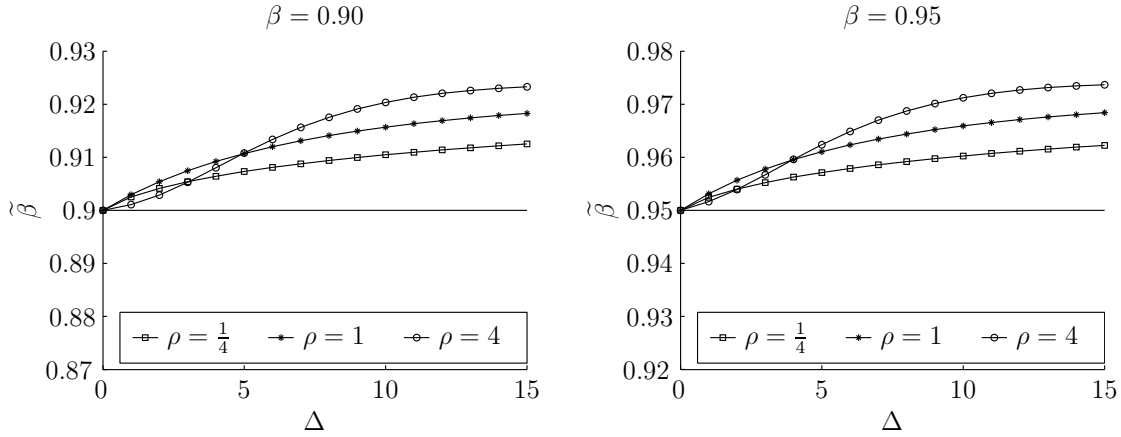 β = 0.90
0.93
0.92
0.91
0.9
0.89
0.88
0.87
β̃
0
5
10
15
Δ
ρ = 1/4
ρ = 1
ρ = 4
β = 0.95
0.98
0.97
0.96
0.95
0.94
0.93
0.92
β̃
0
5
10
15
Δ
ρ = 1/4
ρ = 1
ρ = 4